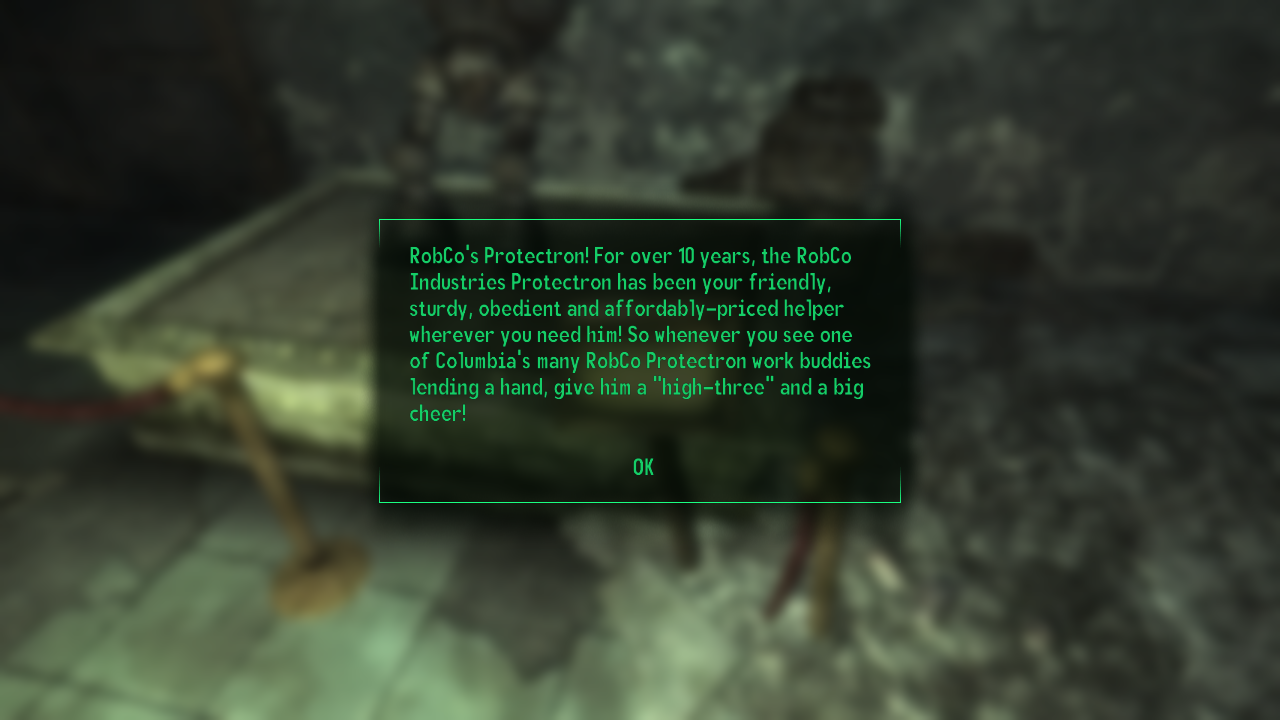 RobCo's Protectron! For over 10 years, the RobCo
Industries Protectron has been your friendly,
sturdy, obedient and affordably-priced helper
wherever you need him! So whenever you see one
of Columbia's many RobCo Protectron work buddies
lending a hand, give him a "high-three" and a big
cheer!
OK